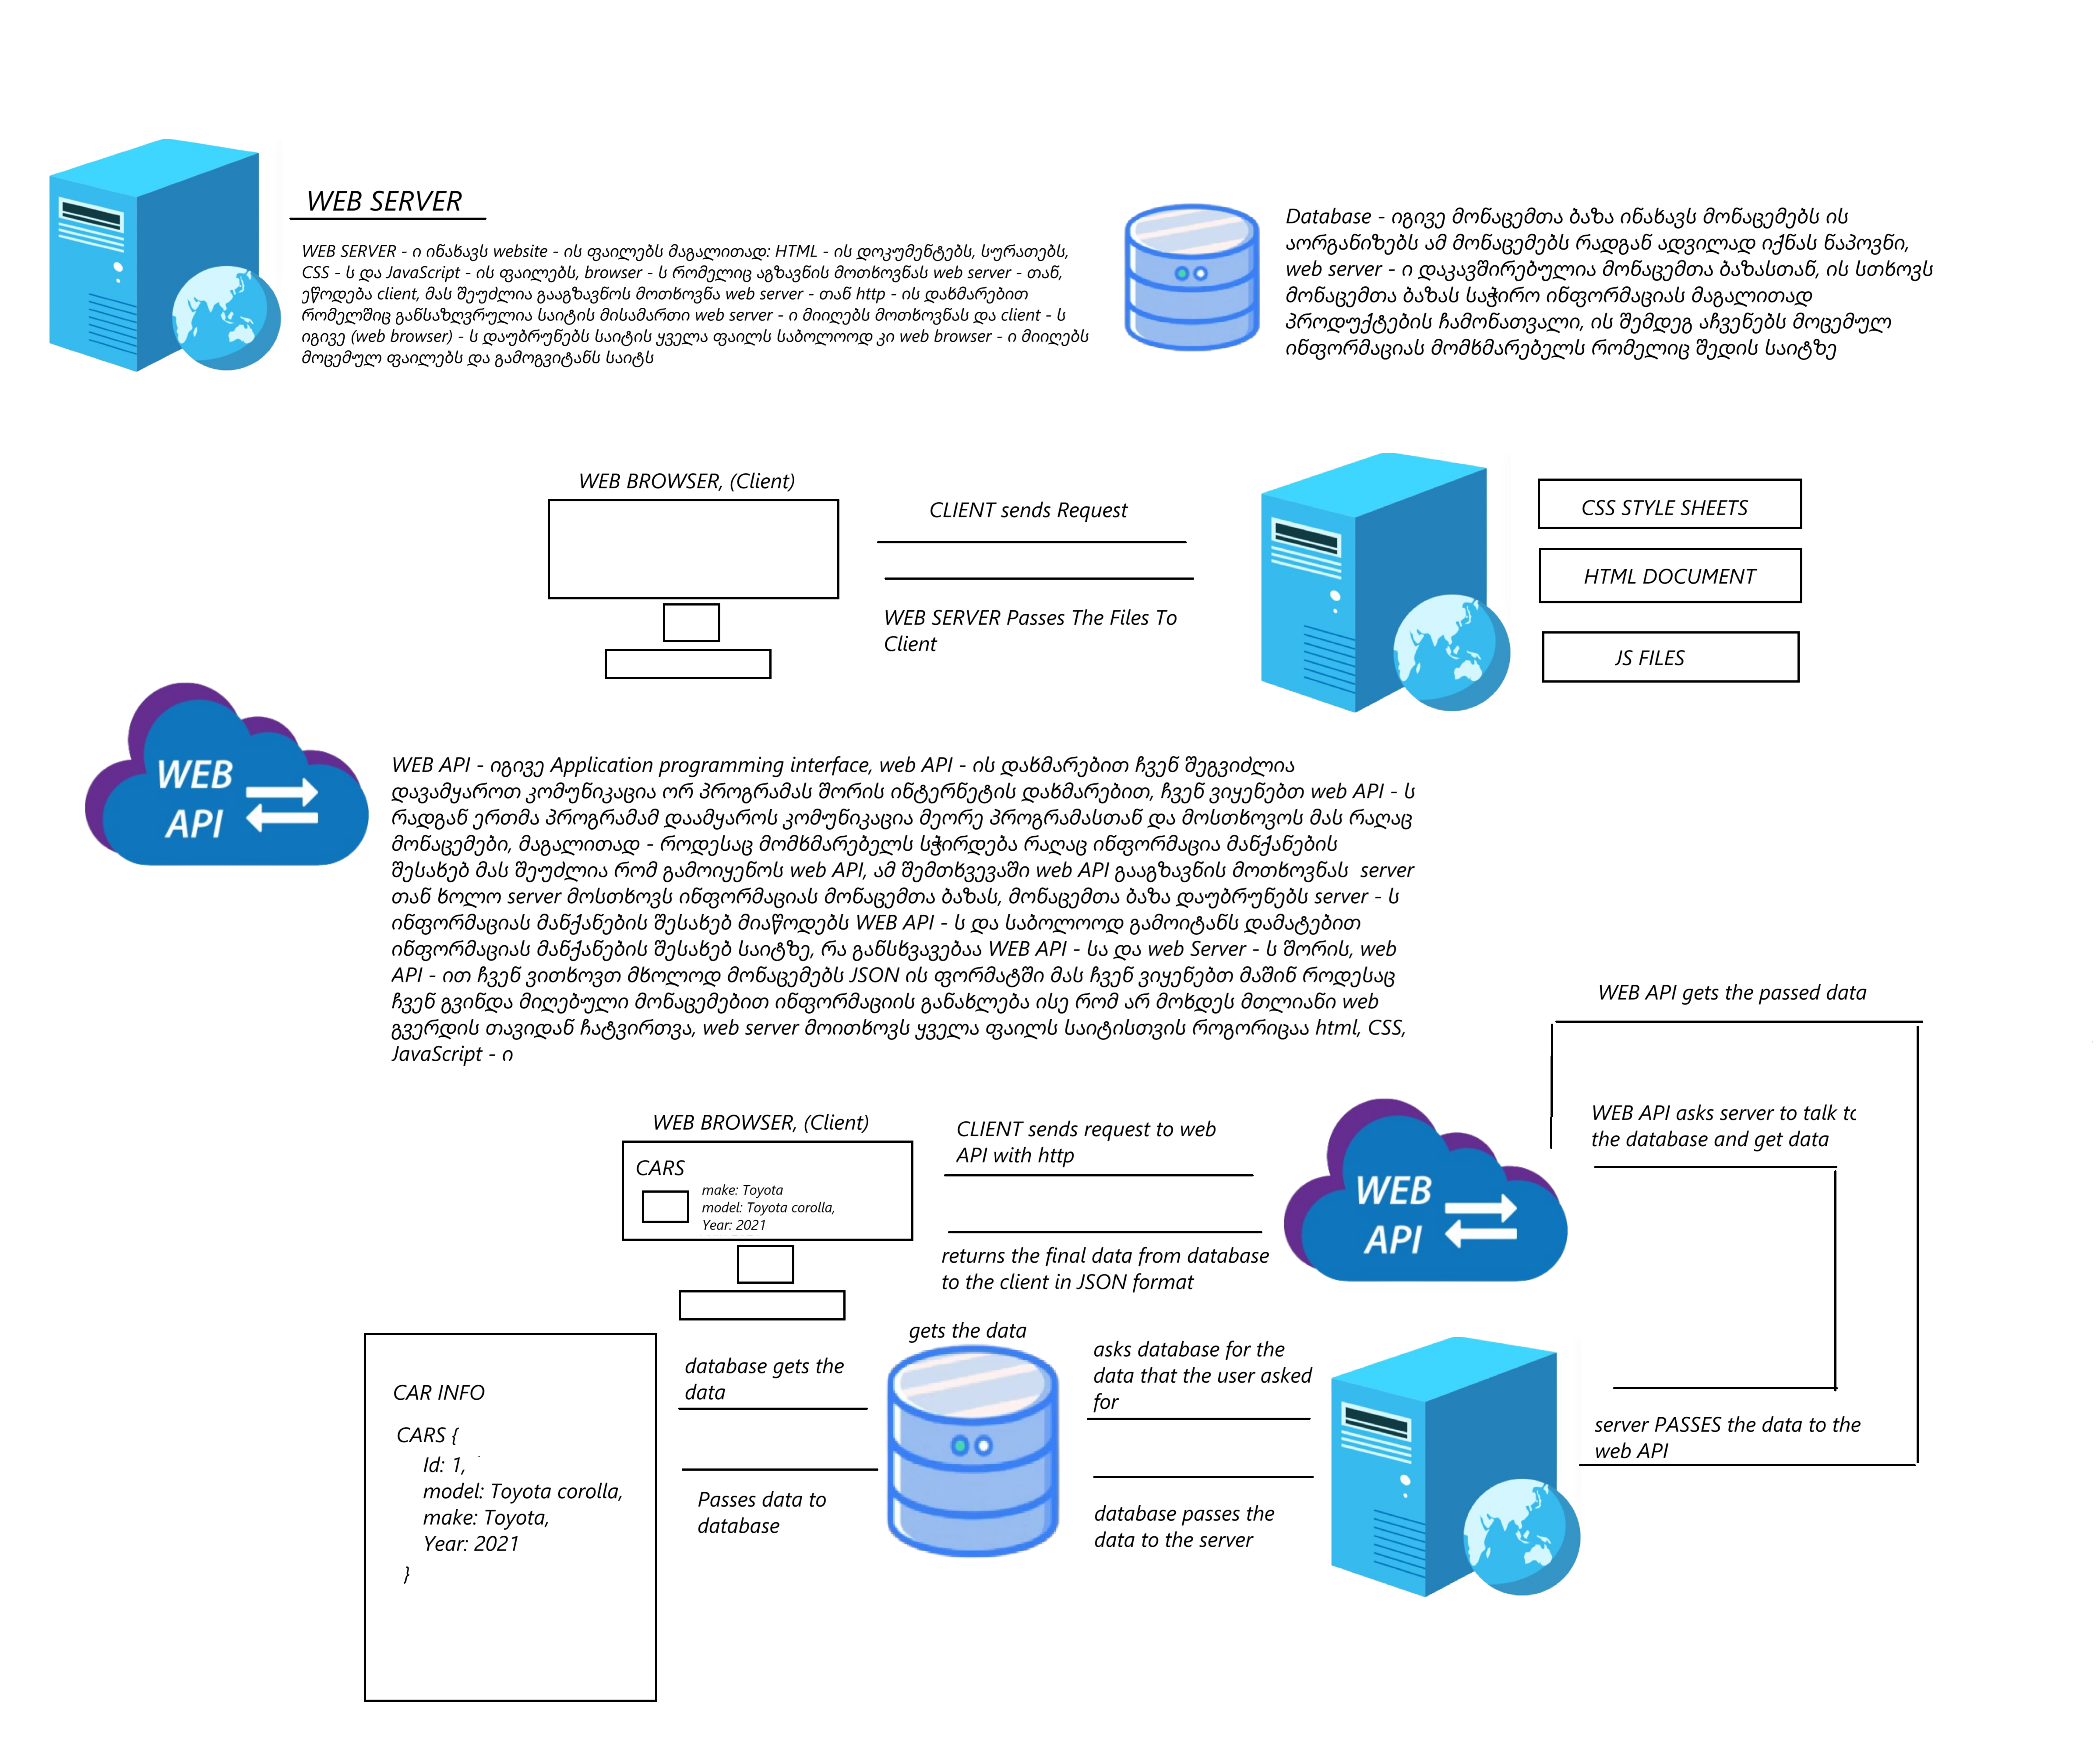 WEB SERVER
WEB SERVER - ი ინახავს website - ის ფაილებს მაგალითად: HTML - ის დოკუმენტებს, სურათებს,
CSS - ს და JavaScript - ის ფაილებს, browser - ს რომელიც აგზავნის მოთხოვნას web server - თან,
ეწოდება client, მას შეუძლია გააგზავნოს მოთხოვნა web server - თან http - ის დახმარებით
რომელშიც განსაზღვრულია საიტის მისამართი web server - ი მიიღებს მოთხოვნას და client - ს
იგივე (web browser) - ს დაუბრუნებს საიტის ყველა ფაილს საბოლოოდ კი web browser - ი მიიღებს
მოცემულ ფაილებს და გამოგვიტანს საიტს
Database - იგივე მონაცემთა ბაზა ინახავს მონაცემებს ის
აორგანიზებს ამ მონაცემებს რადგან ადვილად იქნას ნაპოვნი,
web server - ი დაკავშირებულია მონაცემთა ბაზასთან, ის სთხოვს
მონაცემთა ბაზას საჭირო ინფორმაციას მაგალითად
პროდუქტების ჩამონათვალი, ის შემდეგ აჩვენებს მოცემულ
ინფორმაციას მომხმარებელს რომელიც შედის საიტზე
WEB BROWSER, (Client)
CLIENT sends Request
WEB SERVER Passes The Files To
Client
CSS STYLE SHEETS
HTML DOCUMENT
JS FILES
WEB
API
WEB API - იგივე Application programming interface, web API - ის დახმარებით ჩვენ შეგვიძლია
დავამყაროთ კომუნიკაცია ორ პროგრამას შორის ინტერნეტის დახმარებით, ჩვენ ვიყენებთ web API - ს
რადგან ერთმა პროგრამამ დაამყაროს კომუნიკაცია მეორე პროგრამასთან და მოსთხოვოს მას რაღაც
მონაცემები, მაგალითად - როდესაც მომხმარებელს სჭირდება რაღაც ინფორმაცია მანქანების
შესახებ მას შეუძლია რომ გამოიყენოს web API, ამ შემთხვევაში web API გააგზავნის მოთხოვნას server
თან ხოლო server მოსთხოვს ინფორმაციას მონაცემთა ბაზას, მონაცემთა ბაზა დაუბრუნებს server - ს
ინფორმაციას მანქანების შესახებ მიაწოდებს WEB API - ს და საბოლოოდ გამოიტანს დამატებით
ინფორმაციას მანქანების შესახებ საიტზე, რა განსხვავებაა WEB API - სა და web Server - ს შორის, web
API - ით ჩვენ ვითხოვთ მხოლოდ მონაცემებს JSON ის ფორმატში მას ჩვენ ვიყენებთ მაშინ როდესაც
ჩვენ გვინდა მიღებული მონაცემებით ინფორმაციის განახლება ისე რომ არ მოხდეს მთლიანი web
გვერდის თავიდან ჩატვირთვა, web server მოითხოვს ყველა ფაილს საიტისთვის როგორიცაა html, CSS,
JavaScript - ი
WEB API gets the passed data
WEB API asks server to talk to
the database and get data
WEB BROWSER, (Client)
CARS
make: Toyota
model: Toyota corolla,
Year: 2021
CLIENT sends request to web
API with http
returns the final data from database
to the client in JSON format
WEB
API
CAR INFO
CARS {
Id: 1,
model: Toyota corolla,
make: Toyota,
Year: 2021
}
database gets the
data
Passes data to
database
gets the data
asks database for the
data that the user asked
for
database passes the
data to the server
server PASSES the data to the
web API